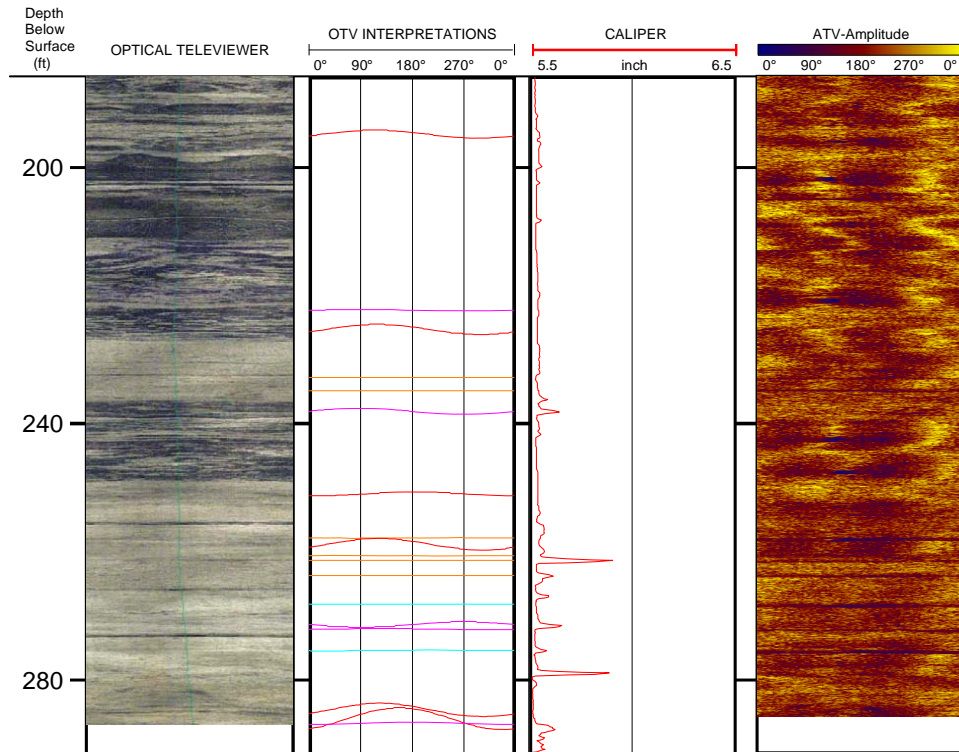 Depth
Below
Surface
(ft)
OPTICAL TELEVIEWER
OTV INTERPRETATIONS
0° 90° 180° 270° 0°
CALIPER
5.5 inch 6.5
ATV-Amplitude
0° 90° 180° 270° 0°
200
240
280